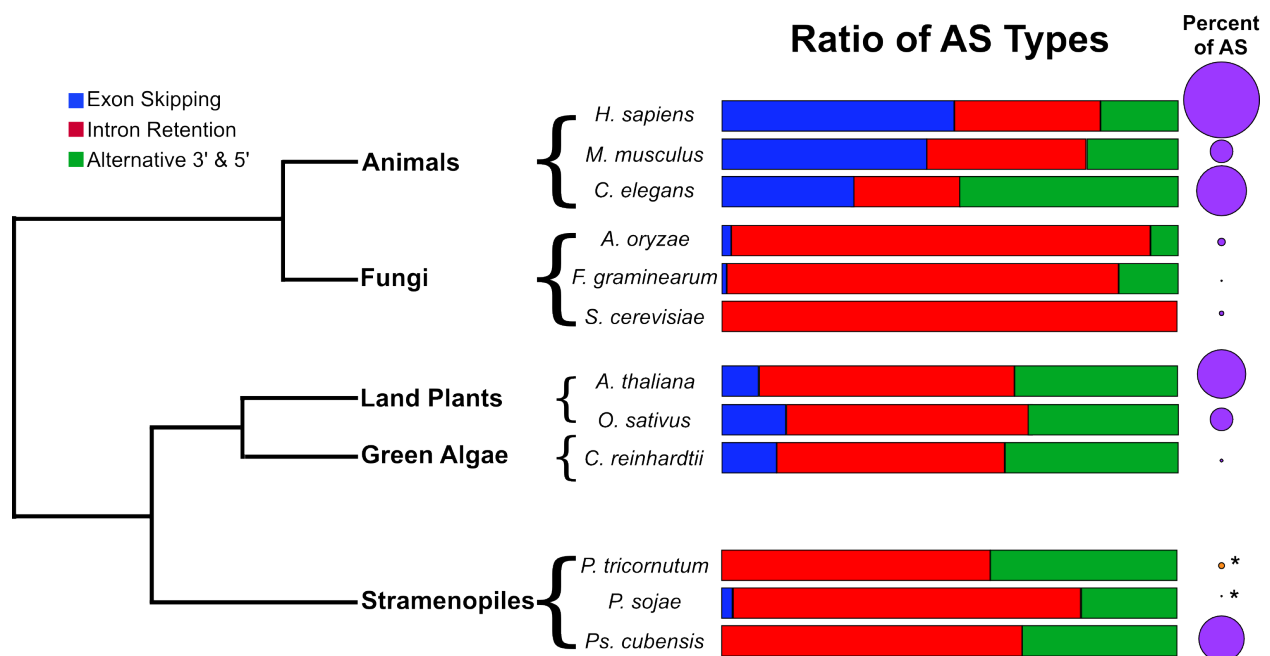 Ratio of AS Types
Percent
of AS
Exon Skipping
Intron Retention
Alternative 3' & 5'
Animals
H. sapiens
M. musculus
C. elegans
Fungi
A. oryzae
F. graminearum
S. cerevisiae
Land Plants
A. thaliana
O. sativus
Green Algae
C. reinhardtii
Stramenopiles
P. tricornutum
*
P. sojae
*
Ps. cubensis